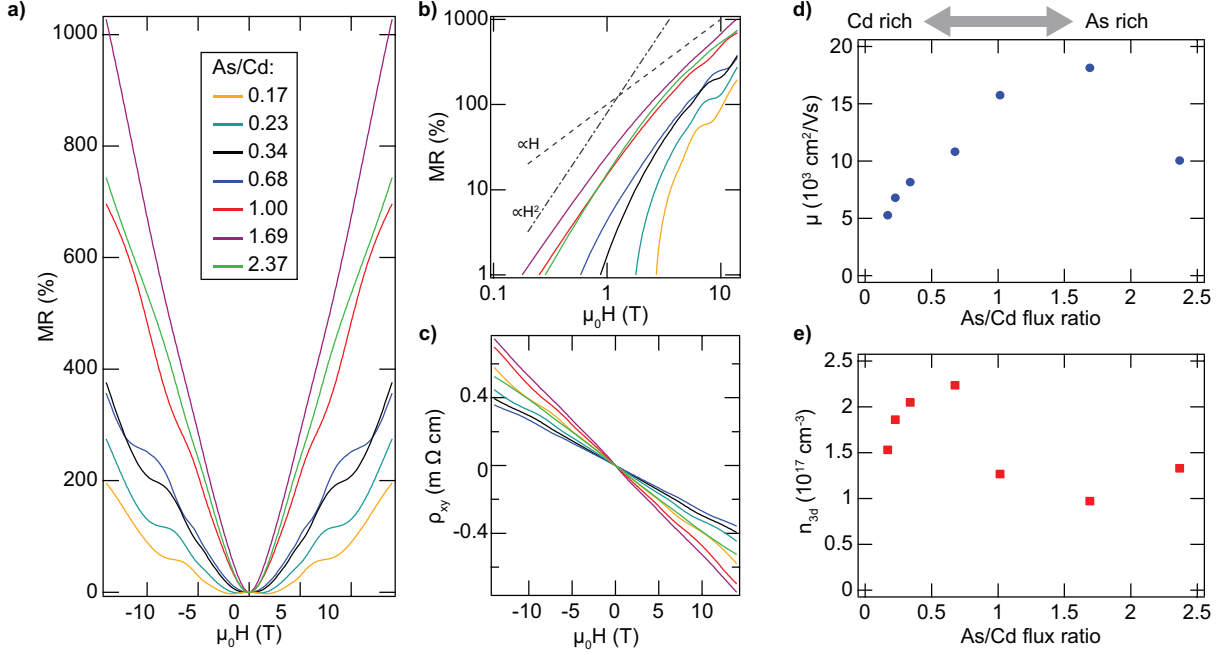 a)
1000
800
600
400
200
0
MR (%)
-10
-5
0
5
10
μ₀H (T)
As/Cd:
0.17
0.23
0.34
0.68
1.00
1.69
2.37
b)
1000
100
10
1
MR (%)
∝H
∝H²
0.1
1
10
μ₀H (T)
c)
0.4
0
-0.4
ρxy (m Ω cm)
-10
-5
0
5
10
μ₀H (T)
d)
Cd rich
As rich
20
15
10
5
0
μ (10³ cm²/Vs)
0
0.5
1
1.5
2
2.5
As/Cd flux ratio
e)
2.5
2
1.5
1
0.5
0
n3d (10¹⁷ cm⁻³)
0
0.5
1
1.5
2
2.5
As/Cd flux ratio